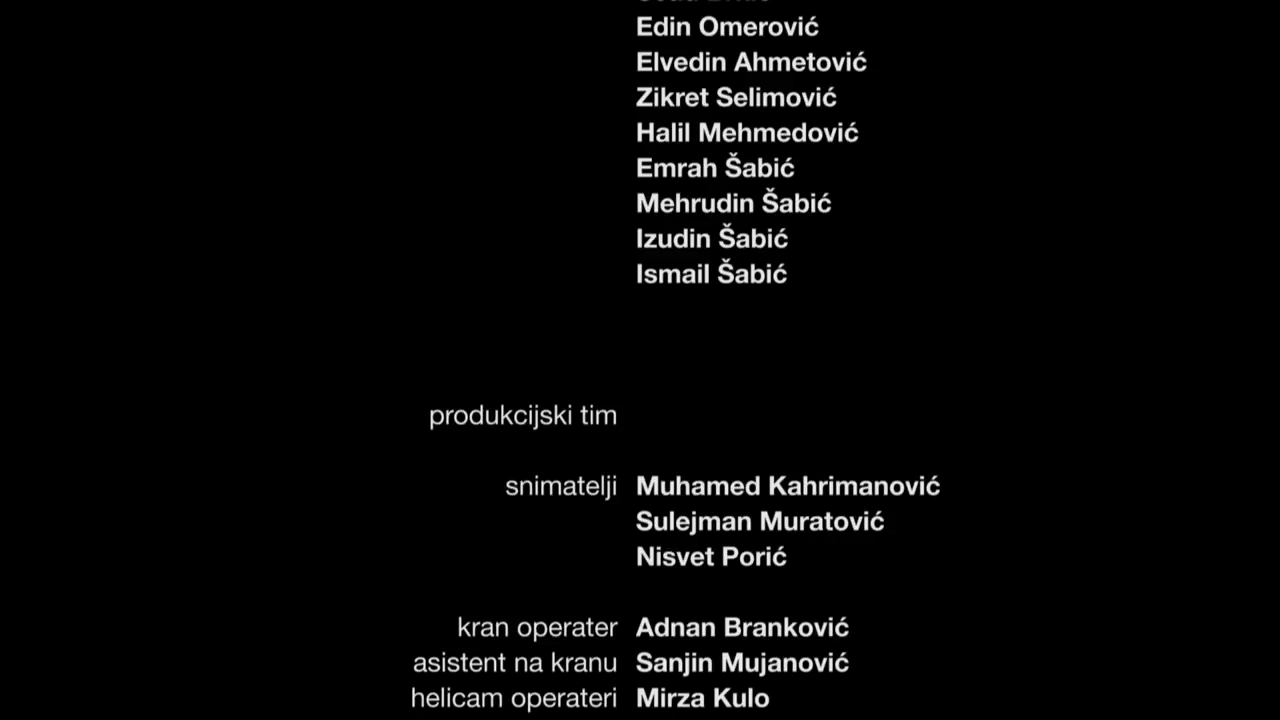 Edin Omerović
Elvedin Ahmetović
Zikret Selimović
Halil Mehmedović
Emrah Šabić
Mehrudin Šabić
Izudin Šabić
Ismail Šabić
produkcijski tim
snimatelji Muhamed Kahrimanović
Sulejman Muratović
Nisvet Porić
kran operater Adnan Branković
asistent na kranu Sanjin Mujanović
helicam operateri Mirza Kulo